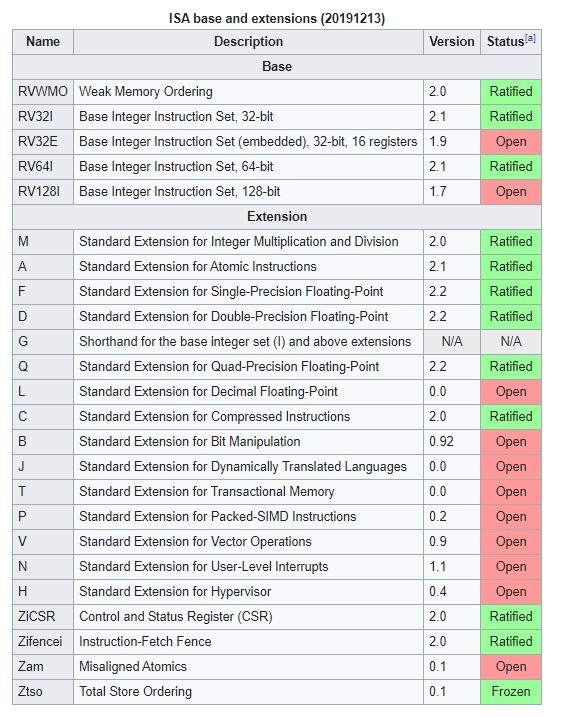 ISA base and extensions (20191213)
Name Description Version Status[a]
Base
RVWMO Weak Memory Ordering 2.0 Ratified
RV32I Base Integer Instruction Set, 32-bit 2.1 Ratified
RV32E Base Integer Instruction Set (embedded), 32-bit, 16 registers 1.9 Open
RV64I Base Integer Instruction Set, 64-bit 2.1 Ratified
RV128I Base Integer Instruction Set, 128-bit 1.7 Open
Extension
M Standard Extension for Integer Multiplication and Division 2.0 Ratified
A Standard Extension for Atomic Instructions 2.1 Ratified
F Standard Extension for Single-Precision Floating-Point 2.2 Ratified
D Standard Extension for Double-Precision Floating-Point 2.2 Ratified
G Shorthand for the base integer set (I) and above extensions N/A N/A
Q Standard Extension for Quad-Precision Floating-Point 2.2 Ratified
L Standard Extension for Decimal Floating-Point 0.0 Open
C Standard Extension for Compressed Instructions 2.0 Ratified
B Standard Extension for Bit Manipulation 0.92 Open
J Standard Extension for Dynamically Translated Languages 0.0 Open
T Standard Extension for Transactional Memory 0.0 Open
P Standard Extension for Packed-SIMD Instructions 0.2 Open
V Standard Extension for Vector Operations 0.9 Open
N Standard Extension for User-Level Interrupts 1.1 Open
H Standard Extension for Hypervisor 0.4 Open
ZiCSR Control and Status Register (CSR) 2.0 Ratified
Zifencei Instruction-Fetch Fence 2.0 Ratified
Zam Misaligned Atomics 0.1 Open
Ztso Total Store Ordering 0.1 Frozen